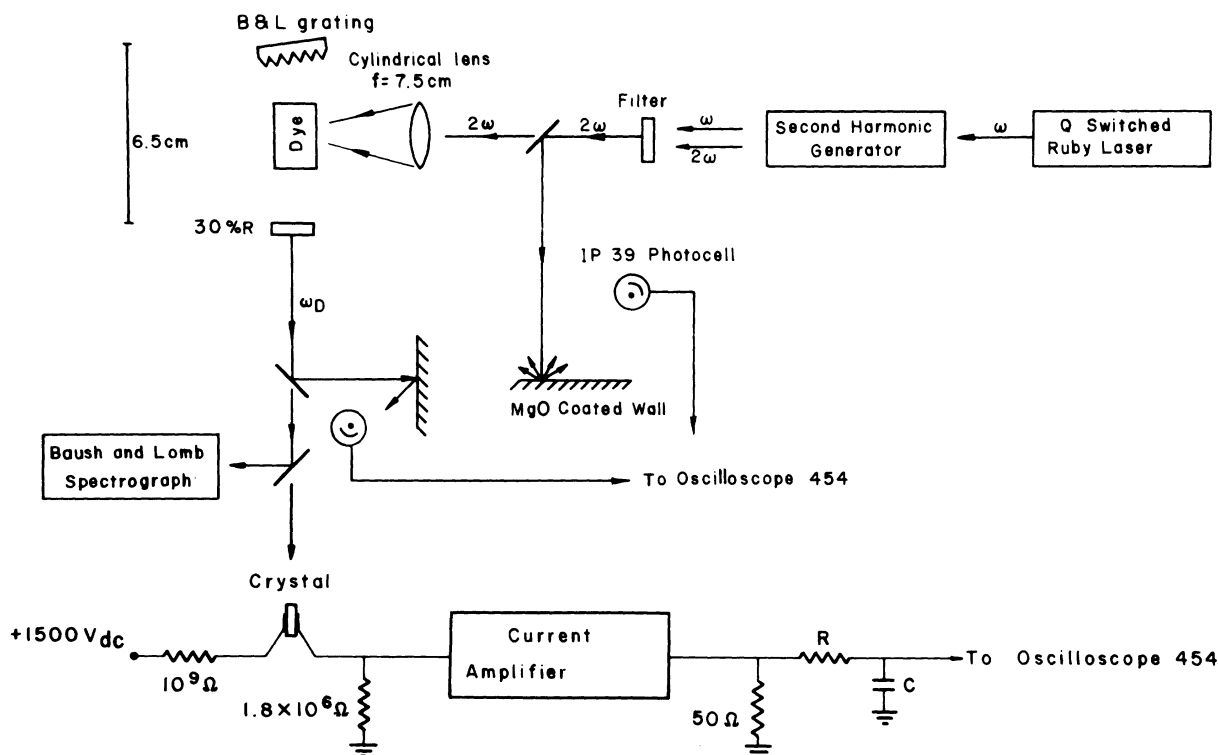 B&L grating
Cylindrical lens
f=7.5cm
6.5cm
Dye
2ω
2ω
Filter
ω
2ω
Second Harmonic
Generator
ω
Q Switched
Ruby Laser
30%R
ωD
IP 39 Photocell
MgO Coated Wall
Baush and Lomb
Spectrograph
To Oscilloscope 454
Crystal
+1500 Vdc
10⁹Ω
1.8×10⁶Ω
Current
Amplifier
50Ω
R
C
To Oscilloscope 454